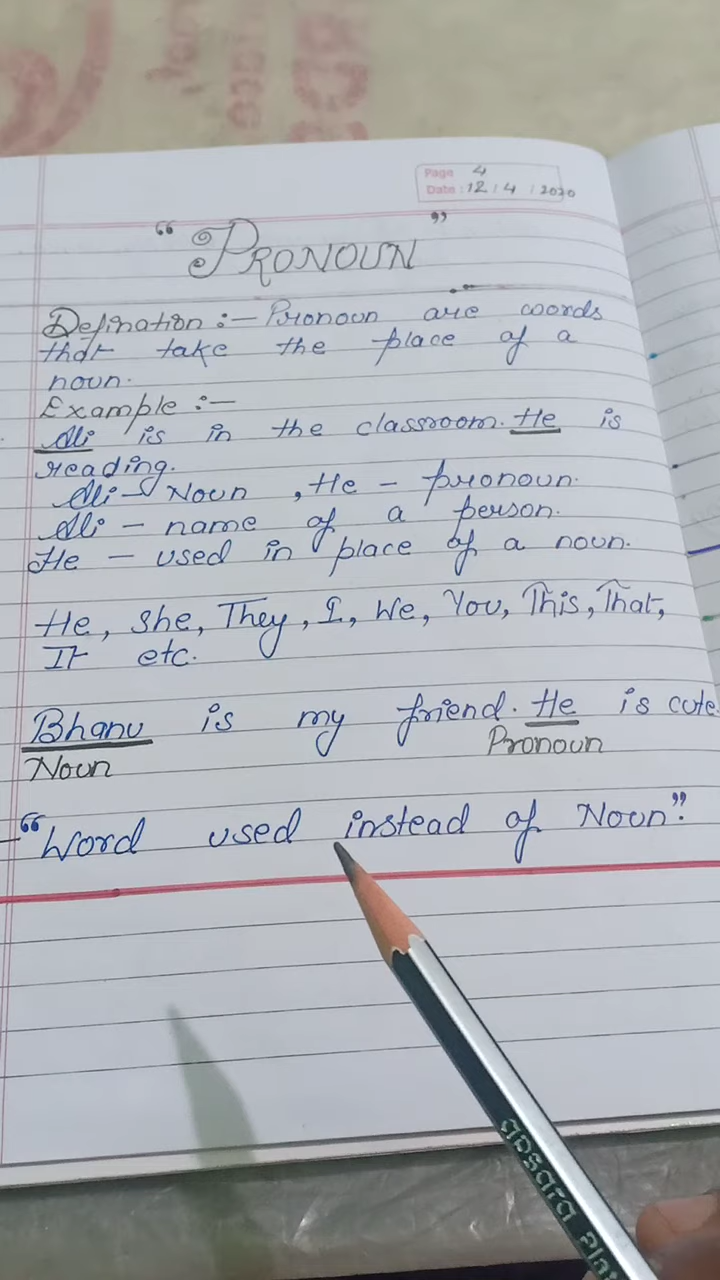 Page 4
Date : 12 / 4 / 2020
“ PRONOUN ”
Defination :- Pronoun are words
that take the place of a
noun.
Example :-
Ali is in the classroom. He is
reading.
Ali - Noun , He - pronoun.
Ali - name of a person.
He - used in place of a noun.
He, She, They, I, We, You, This, That,
It etc.
Bhanu is my friend. He is cute.
Noun Pronoun
“Word used instead of Noun”.
apsara